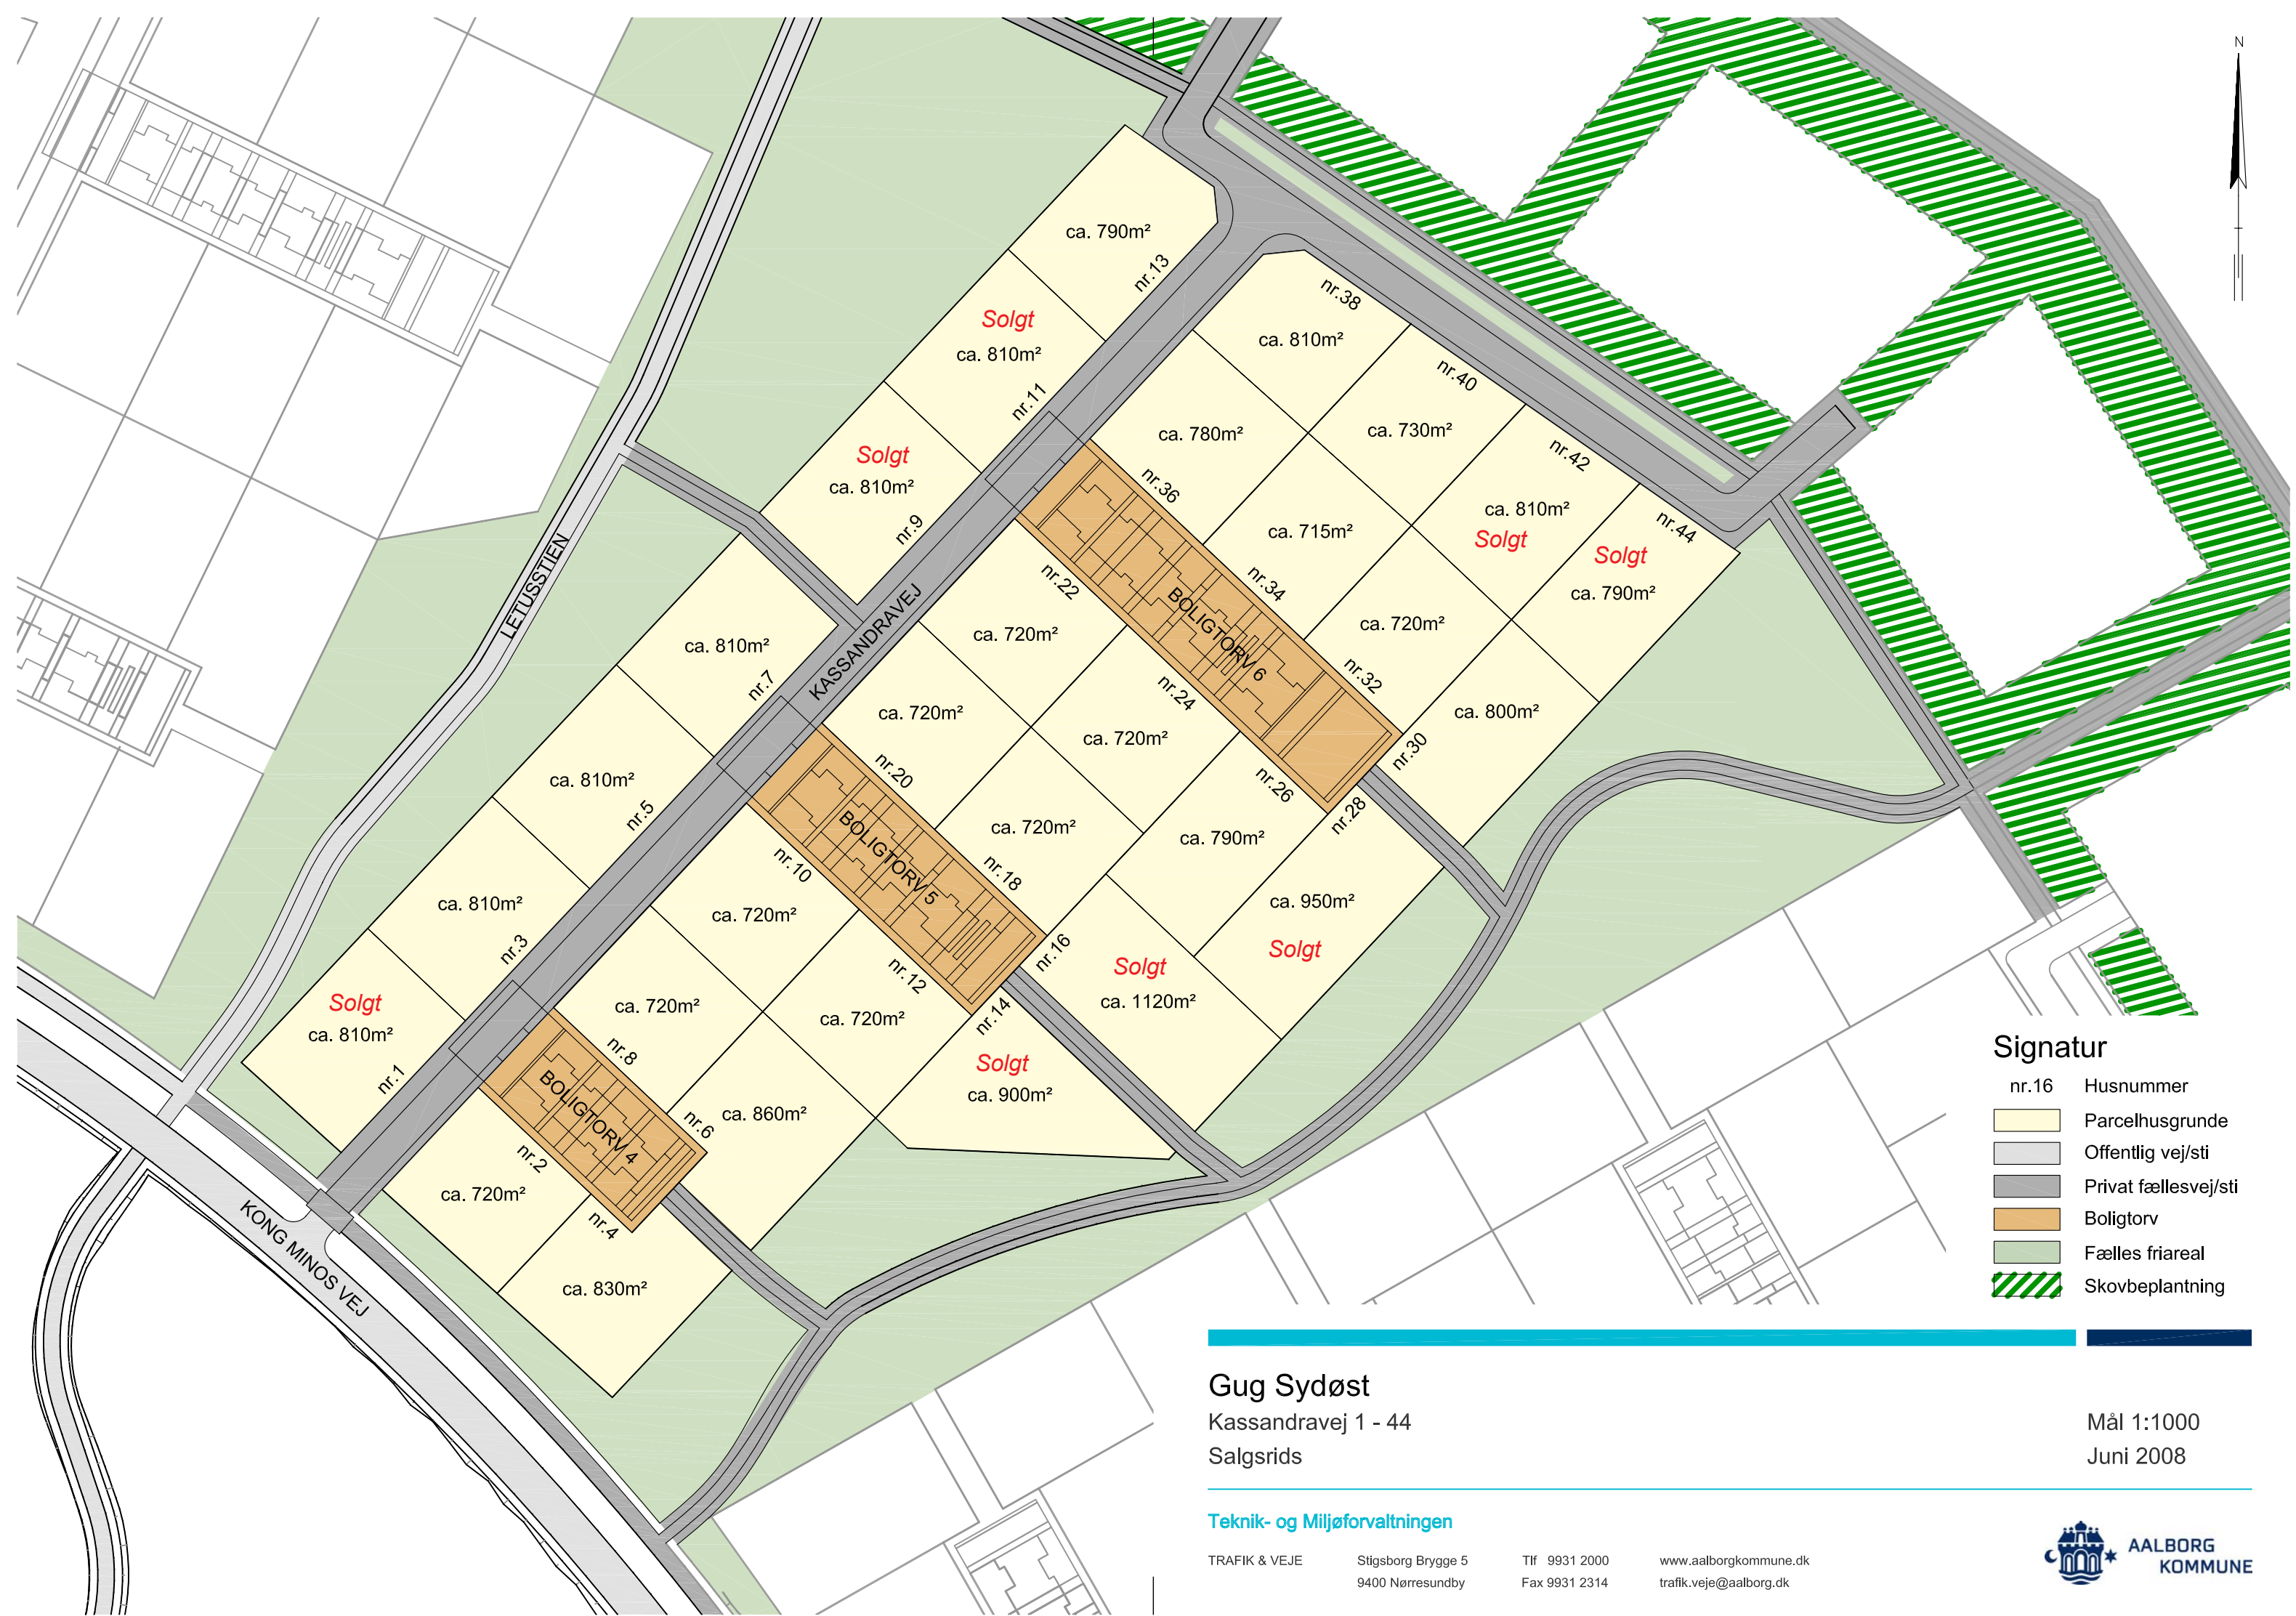 N
ca. 790m²
nr.13
Solgt
ca. 810m²
nr.11
Solgt
ca. 810m²
nr.9
ca. 810m²
nr.7
ca. 810m²
nr.5
ca. 810m²
nr.3
Solgt
ca. 810m²
nr.1
LETUSSTIEN
KASSANDRAVEJ
KONG MINOS VEJ
nr.38
ca. 810m²
nr.40
ca. 730m²
nr.42
ca. 810m²
Solgt
nr.44
Solgt
ca. 790m²
ca. 780m²
nr.36
ca. 715m²
nr.34
ca. 720m²
nr.32
ca. 800m²
nr.30
BOLIGTORV 6
nr.22
ca. 720m²
nr.24
ca. 720m²
nr.26
ca. 790m²
nr.28
ca. 950m²
Solgt
ca. 720m²
nr.20
ca. 720m²
nr.18
nr.16
Solgt
ca. 1120m²
BOLIGTORV 5
nr.10
ca. 720m²
nr.12
ca. 720m²
nr.14
Solgt
ca. 900m²
ca. 720m²
nr.8
nr.6
ca. 860m²
BOLIGTORV 4
nr.2
ca. 720m²
nr.4
ca. 830m²
Signatur
nr.16 Husnummer
Parcelhusgrunde
Offentlig vej/sti
Privat fællesvej/sti
Boligtorv
Fælles friareal
Skovbeplantning
Gug Sydøst
Kassandravej 1 - 44 Mål 1:1000
Salgsrids Juni 2008
Teknik- og Miljøforvaltningen
TRAFIK & VEJE Stigsborg Brygge 5 Tlf 9931 2000 www.aalborgkommune.dk
9400 Nørresundby Fax 9931 2314 trafik.veje@aalborg.dk
AALBORG
KOMMUNE